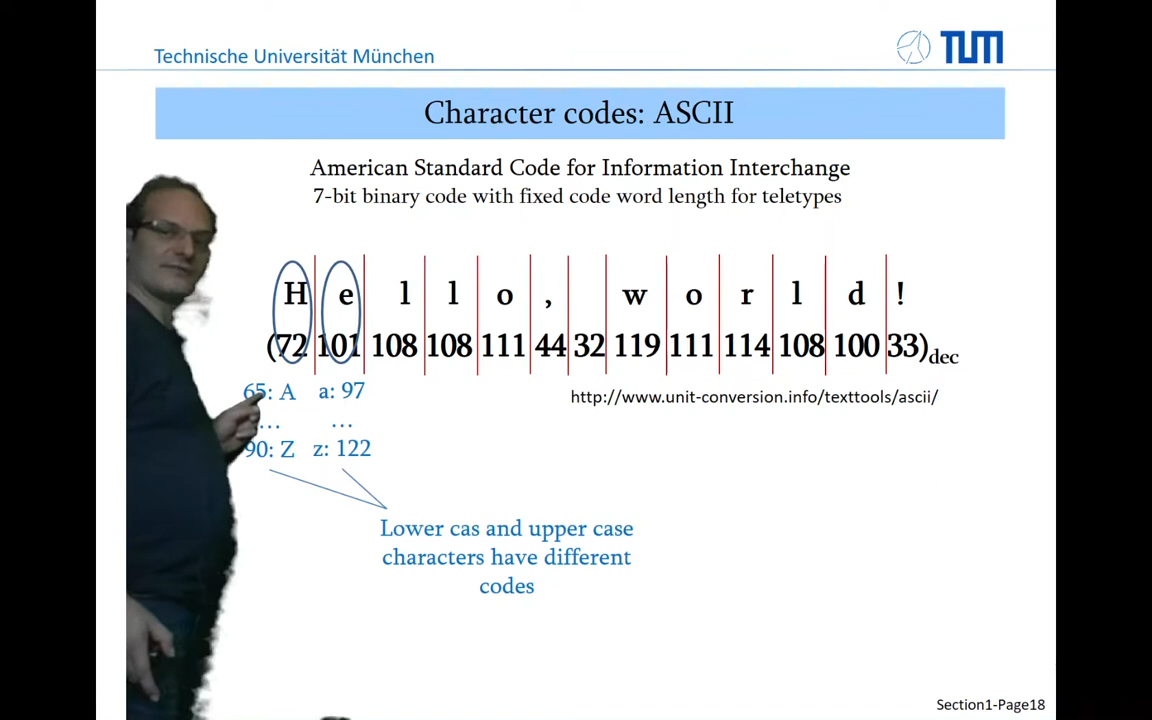 Technische Universität München
TUM
Character codes: ASCII
American Standard Code for Information Interchange
7-bit binary code with fixed code word length for teletypes
H e l l o , w o r l d !
(72 101 108 108 111 44 32 119 111 114 108 100 33)dec
65: A a: 97
http://www.unit-conversion.info/texttools/ascii/
... ...
90: Z z: 122
Lower cas and upper case
characters have different
codes
Section1-Page18